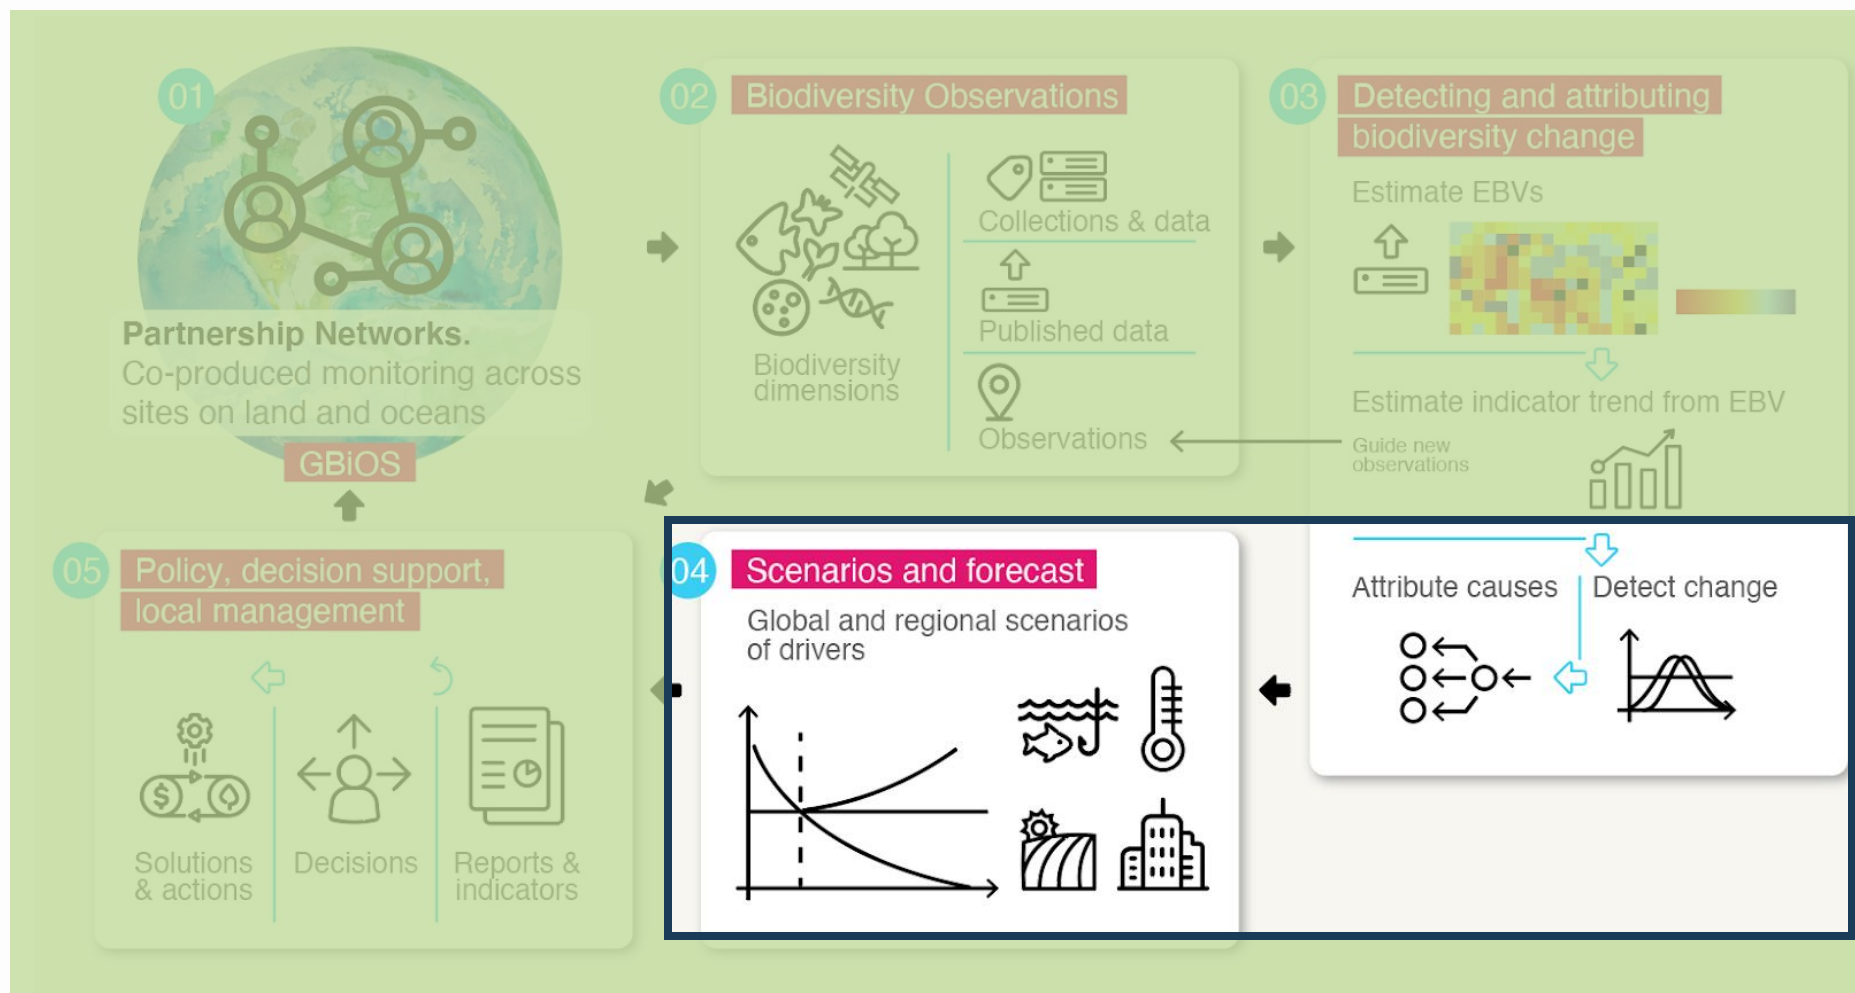 01
Partnership Networks.
Co-produced monitoring across
sites on land and oceans
GBiOS
02
Biodiversity Observations
Biodiversity
dimensions
Collections & data
Published data
Observations
03
Detecting and attributing
biodiversity change
Estimate EBVs
Estimate indicator trend from EBV
Guide new
observations
Attribute causes
Detect change
04
Scenarios and forecast
Global and regional scenarios
of drivers
05
Policy, decision support,
local management
Solutions
& actions
Decisions
Reports &
indicators